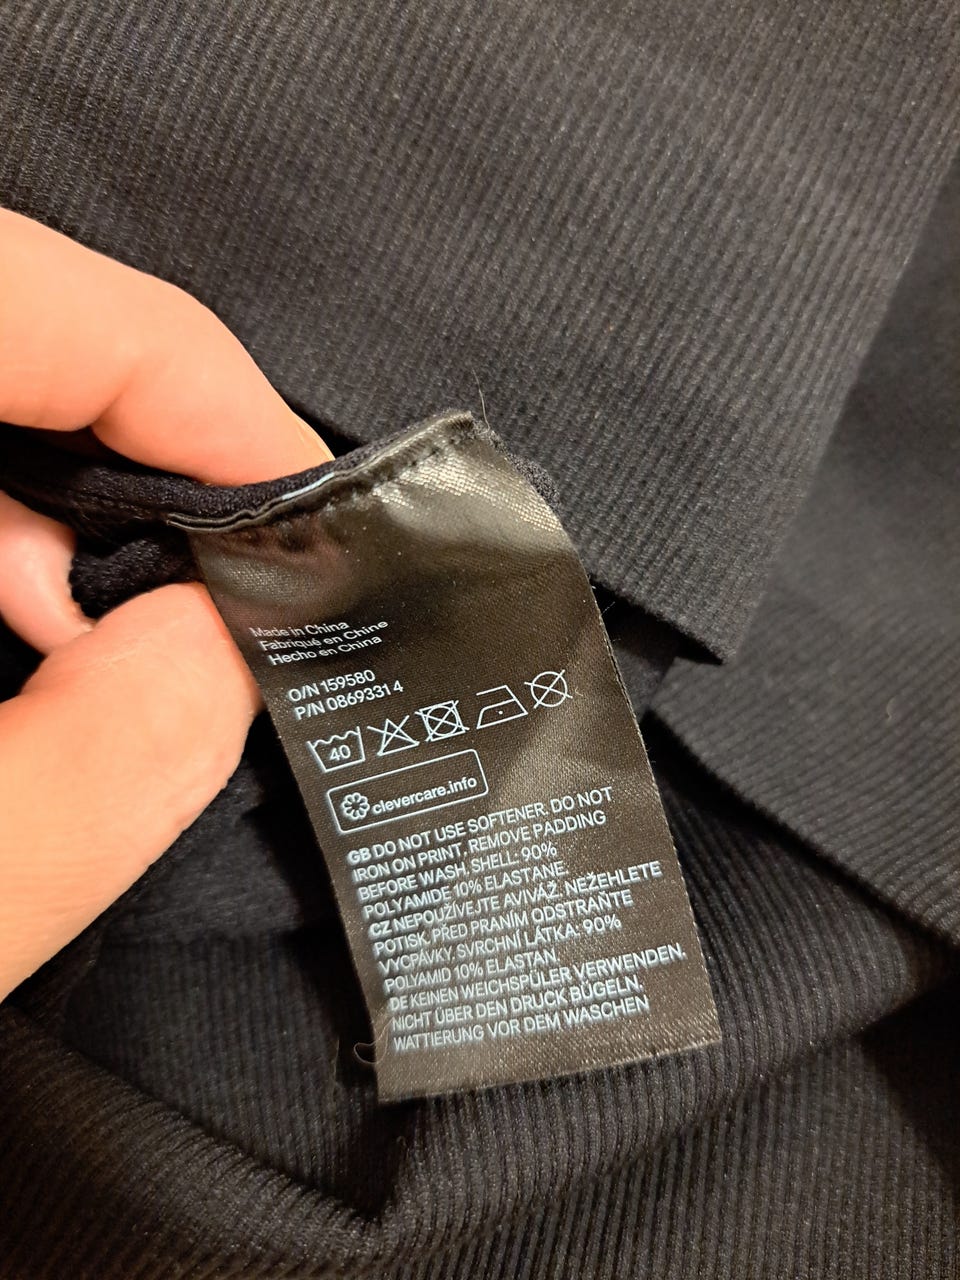 Made in China
Fabriqué en Chine
Hecho en China
O/N 159580
P/N 08693314
40
clevercare.info
GB DO NOT USE SOFTENER. DO NOT
IRON ON PRINT, REMOVE PADDING
BEFORE WASH, SHELL: 90%
POLYAMIDE 10% ELASTANE
CZ NEPOUŽÍVEJTE AVIVÁŽ. NEŽEHLETE
POTISK, PŘED PRANÍM ODSTRAŇTE
VYCPÁVKY, SVRCHNÍ LÁTKA: 90%
POLYAMID 10% ELASTAN
DE KEINEN WEICHSPÜLER VERWENDEN.
NICHT ÜBER DEN DRUCK BÜGELN,
WATTIERUNG VOR DEM WASCHEN